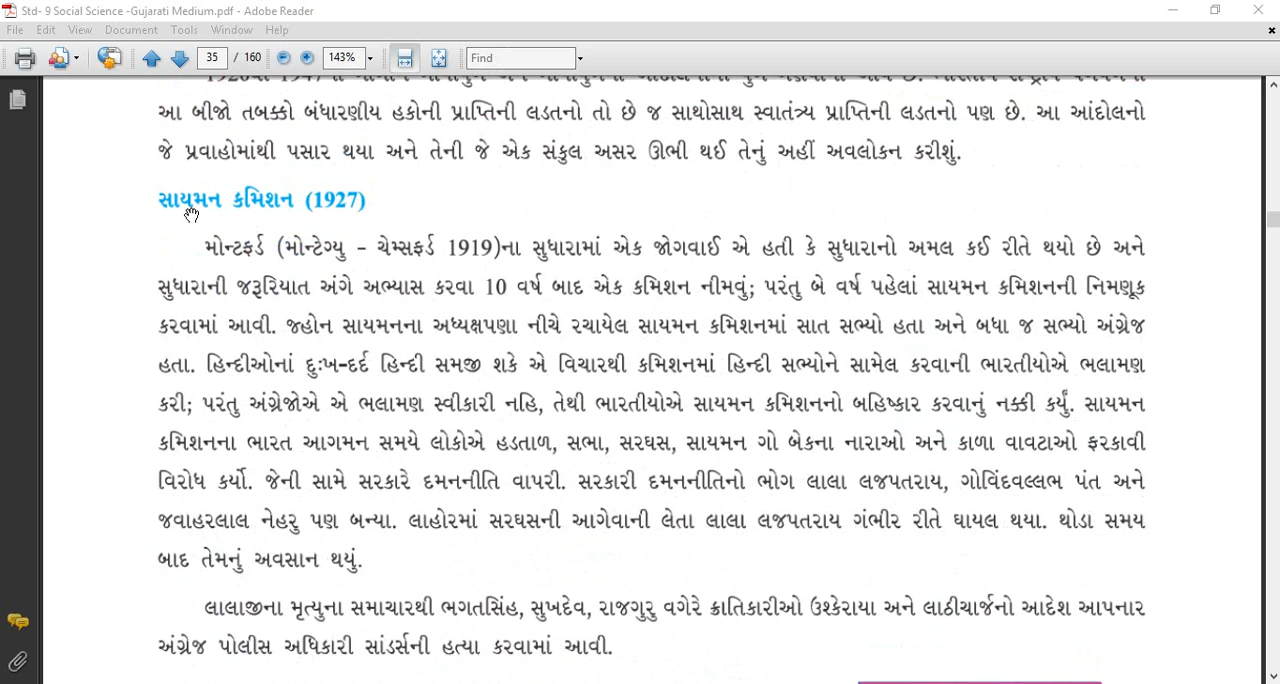 Std- 9 Social Science -Gujarati Medium.pdf - Adobe Reader
File Edit View Document Tools Window Help
35 / 160 143% Find
આ બીજો તબક્કો બંધારણીય હકોની પ્રાપ્તિની લડતનો તો છે જ સાથોસાથ સ્વાતંત્ર્ય પ્રાપ્તિની લડતનો પણ છે. આ આંદોલનો
જે પ્રવાહોમાંથી પસાર થયા અને તેની જે એક સંકુલ અસર ઊભી થઈ તેનું અહીં અવલોકન કરીશું.
સાયમન કમિશન (1927)
મોન્ટફર્ડ (મોન્ટેગ્યુ - ચેમ્સફર્ડ 1919)ના સુધારામાં એક જોગવાઈ એ હતી કે સુધારાનો અમલ કઈ રીતે થયો છે અને
સુધારાની જરૂરિયાત અંગે અભ્યાસ કરવા 10 વર્ષ બાદ એક કમિશન નીમવું; પરંતુ બે વર્ષ પહેલાં સાયમન કમિશનની નિમણૂક
કરવામાં આવી. જ્હોન સાયમનના અધ્યક્ષપણા નીચે રચાયેલ સાયમન કમિશનમાં સાત સભ્યો હતા અને બધા જ સભ્યો અંગ્રેજ
હતા. હિન્દીઓનાં દુઃખ-દર્દ હિન્દી સમજી શકે એ વિચારથી કમિશનમાં હિન્દી સભ્યોને સામેલ કરવાની ભારતીયોએ ભલામણ
કરી; પરંતુ અંગ્રેજોએ એ ભલામણ સ્વીકારી નહિ, તેથી ભારતીયોએ સાયમન કમિશનનો બહિષ્કાર કરવાનું નક્કી કર્યું. સાયમન
કમિશનના ભારત આગમન સમયે લોકોએ હડતાળ, સભા, સરઘસ, સાયમન ગો બેકના નારાઓ અને કાળા વાવટાઓ ફરકાવી
વિરોધ કર્યો. જેની સામે સરકારે દમનનીતિ વાપરી. સરકારી દમનનીતિનો ભોગ લાલા લજપતરાય, ગોવિંદવલ્લભ પંત અને
જવાહરલાલ નેહરુ પણ બન્યા. લાહોરમાં સરઘસની આગેવાની લેતા લાલા લજપતરાય ગંભીર રીતે ઘાયલ થયા. થોડા સમય
બાદ તેમનું અવસાન થયું.
લાલાજીના મૃત્યુના સમાચારથી ભગતસિંહ, સુખદેવ, રાજગુરુ વગેરે ક્રાતિકારીઓ ઉશ્કેરાયા અને લાઠીચાર્જનો આદેશ આપનાર
અંગ્રેજ પોલીસ અધિકારી સાંડર્સની હત્યા કરવામાં આવી.